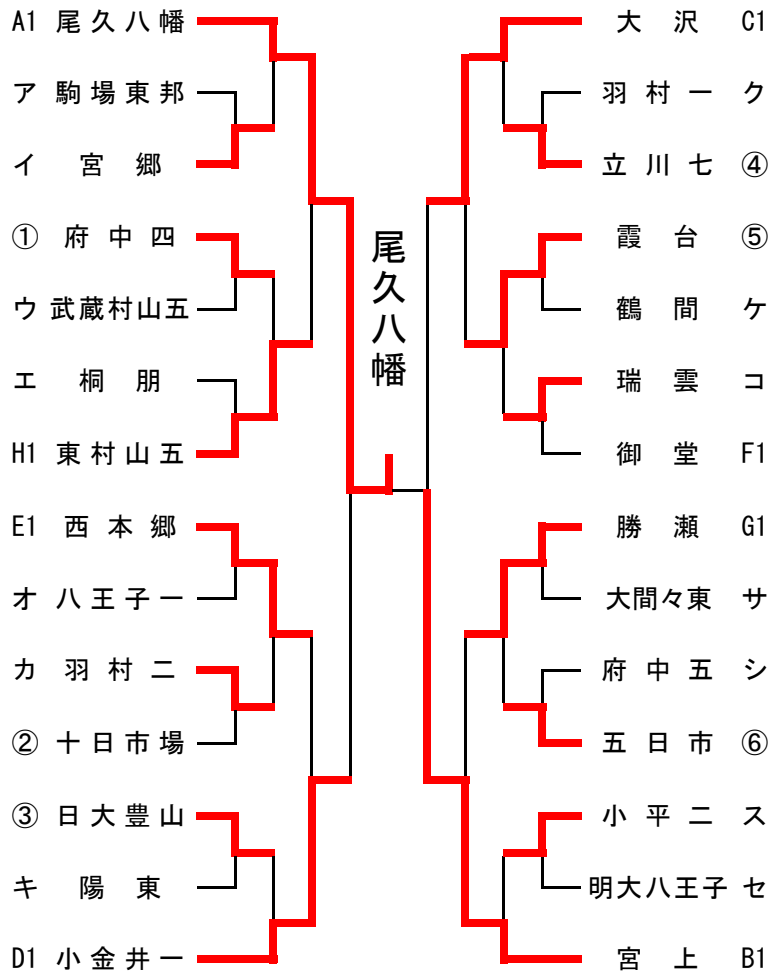 A1 尾久八幡
ア 駒場東邦
イ 宮郷
① 府中四
ウ 武蔵村山五
エ 桐朋
H1 東村山五
E1 西本郷
オ 八王子一
カ 羽村二
② 十日市場
③ 日大豊山
キ 陽東
D1 小金井一
尾久八幡
大沢 C1
羽村一 ク
立川七 ④
霞台 ⑤
鶴間 ケ
瑞雲 コ
御堂 F1
勝瀬 G1
大間々東 サ
府中五 シ
五日市 ⑥
小平二 ス
明大八王子 セ
宮上 B1